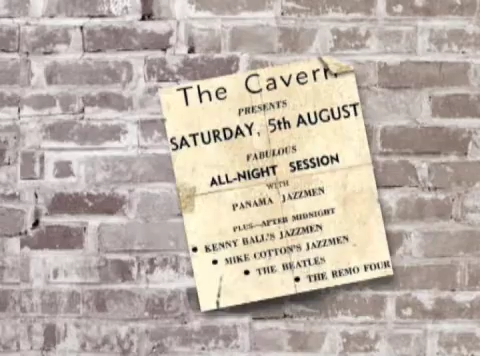 The Cavern
PRESENTS
SATURDAY, 5th AUGUST
FABULOUS
ALL-NIGHT SESSION
WITH
PANAMA JAZZMEN
PLUS—AFTER MIDNIGHT
• KENNY BALL'S JAZZMEN
• MIKE COTTON'S JAZZMEN
• THE BEATLES
• THE REMO FOUR